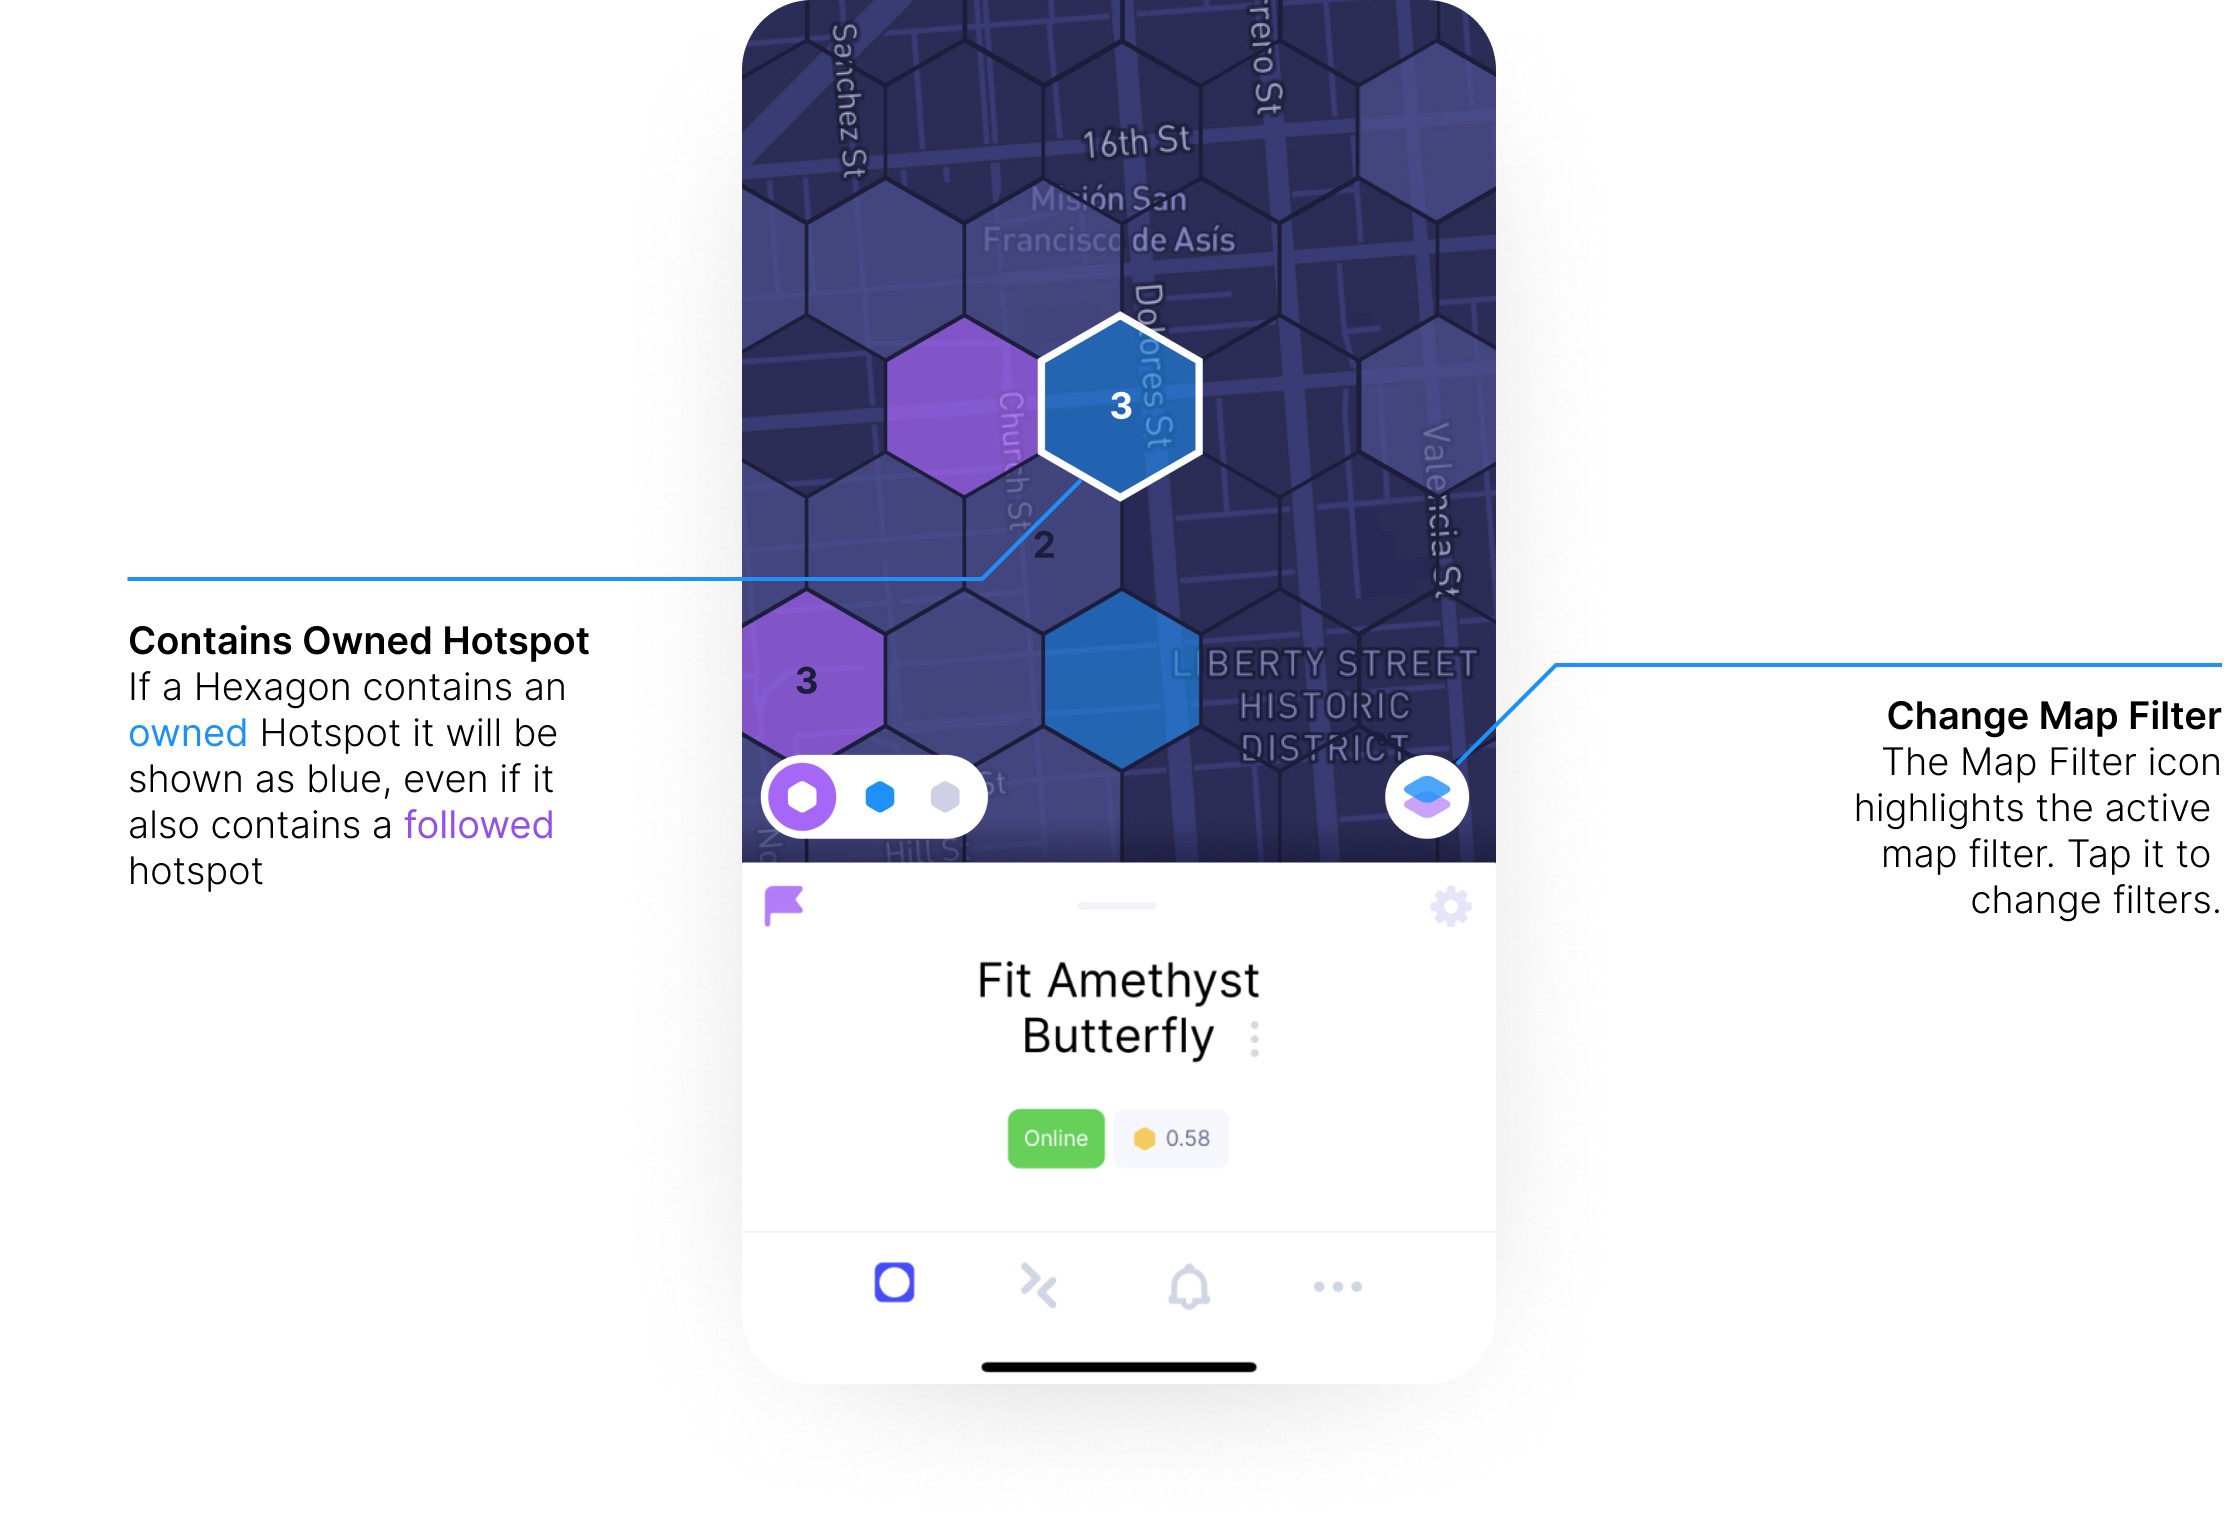 Sanchez St
rrero St
16th St
Misión San
Francisco de Asís
Dolores St
3
Church St
Valencia St
2
Contains Owned Hotspot
If a Hexagon contains an
owned Hotspot it will be
shown as blue, even if it
also contains a followed
hotspot
3
LIBERTY STREET
HISTORIC
DISTRICT
Change Map Filter
The Map Filter icon
highlights the active
map filter. Tap it to
change filters.
St
No
Hill St
Fit Amethyst
Butterfly
Online
0.58